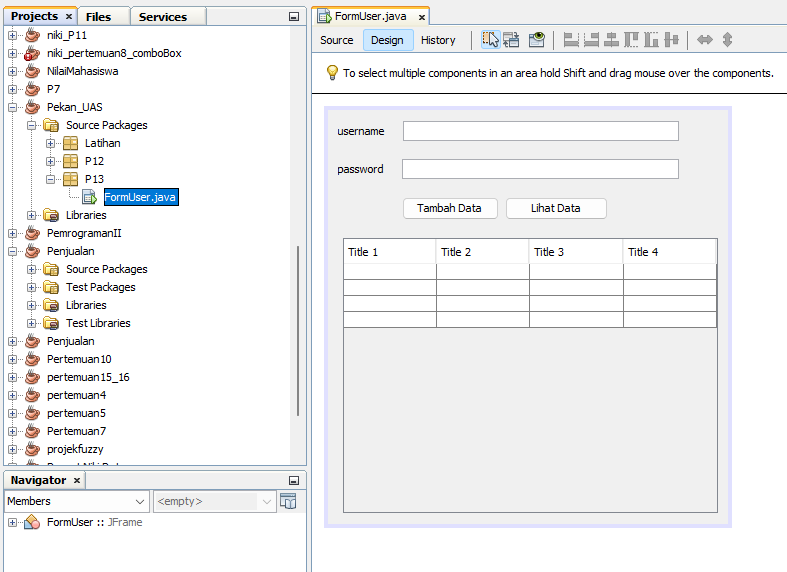 Projects × Files Services
niki_P11
niki_pertemuan8_comboBox
NilaiMahasiswa
P7
Pekan_UAS
Source Packages
Latihan
P12
P13
FormUser.java
Libraries
PemrogramanII
Penjualan
Source Packages
Test Packages
Libraries
Test Libraries
Penjualan
Pertemuan10
pertemuan15_16
pertemuan4
pertemuan5
Pertemuan7
projekfuzzy
Navigator ×
Members <empty>
FormUser :: JFrame
FormUser.java ×
Source Design History
To select multiple components in an area hold Shift and drag mouse over the components.
username
password
Tambah Data Lihat Data
Title 1 Title 2 Title 3 Title 4